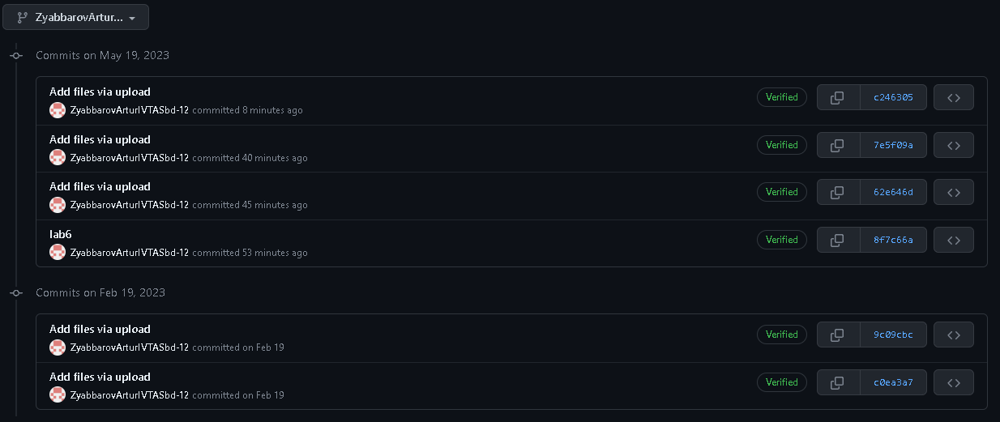 ZyabbarovArtur...
Commits on May 19, 2023
Add files via upload
ZyabbarovArturIVTASbd-12 committed 8 minutes ago
Verified
c246305
Add files via upload
ZyabbarovArturIVTASbd-12 committed 40 minutes ago
Verified
7e5f09a
Add files via upload
ZyabbarovArturIVTASbd-12 committed 45 minutes ago
Verified
62e646d
lab6
ZyabbarovArturIVTASbd-12 committed 53 minutes ago
Verified
8f7c66a
Commits on Feb 19, 2023
Add files via upload
ZyabbarovArturIVTASbd-12 committed on Feb 19
Verified
9c09cbc
Add files via upload
ZyabbarovArturIVTASbd-12 committed on Feb 19
Verified
c0ea3a7